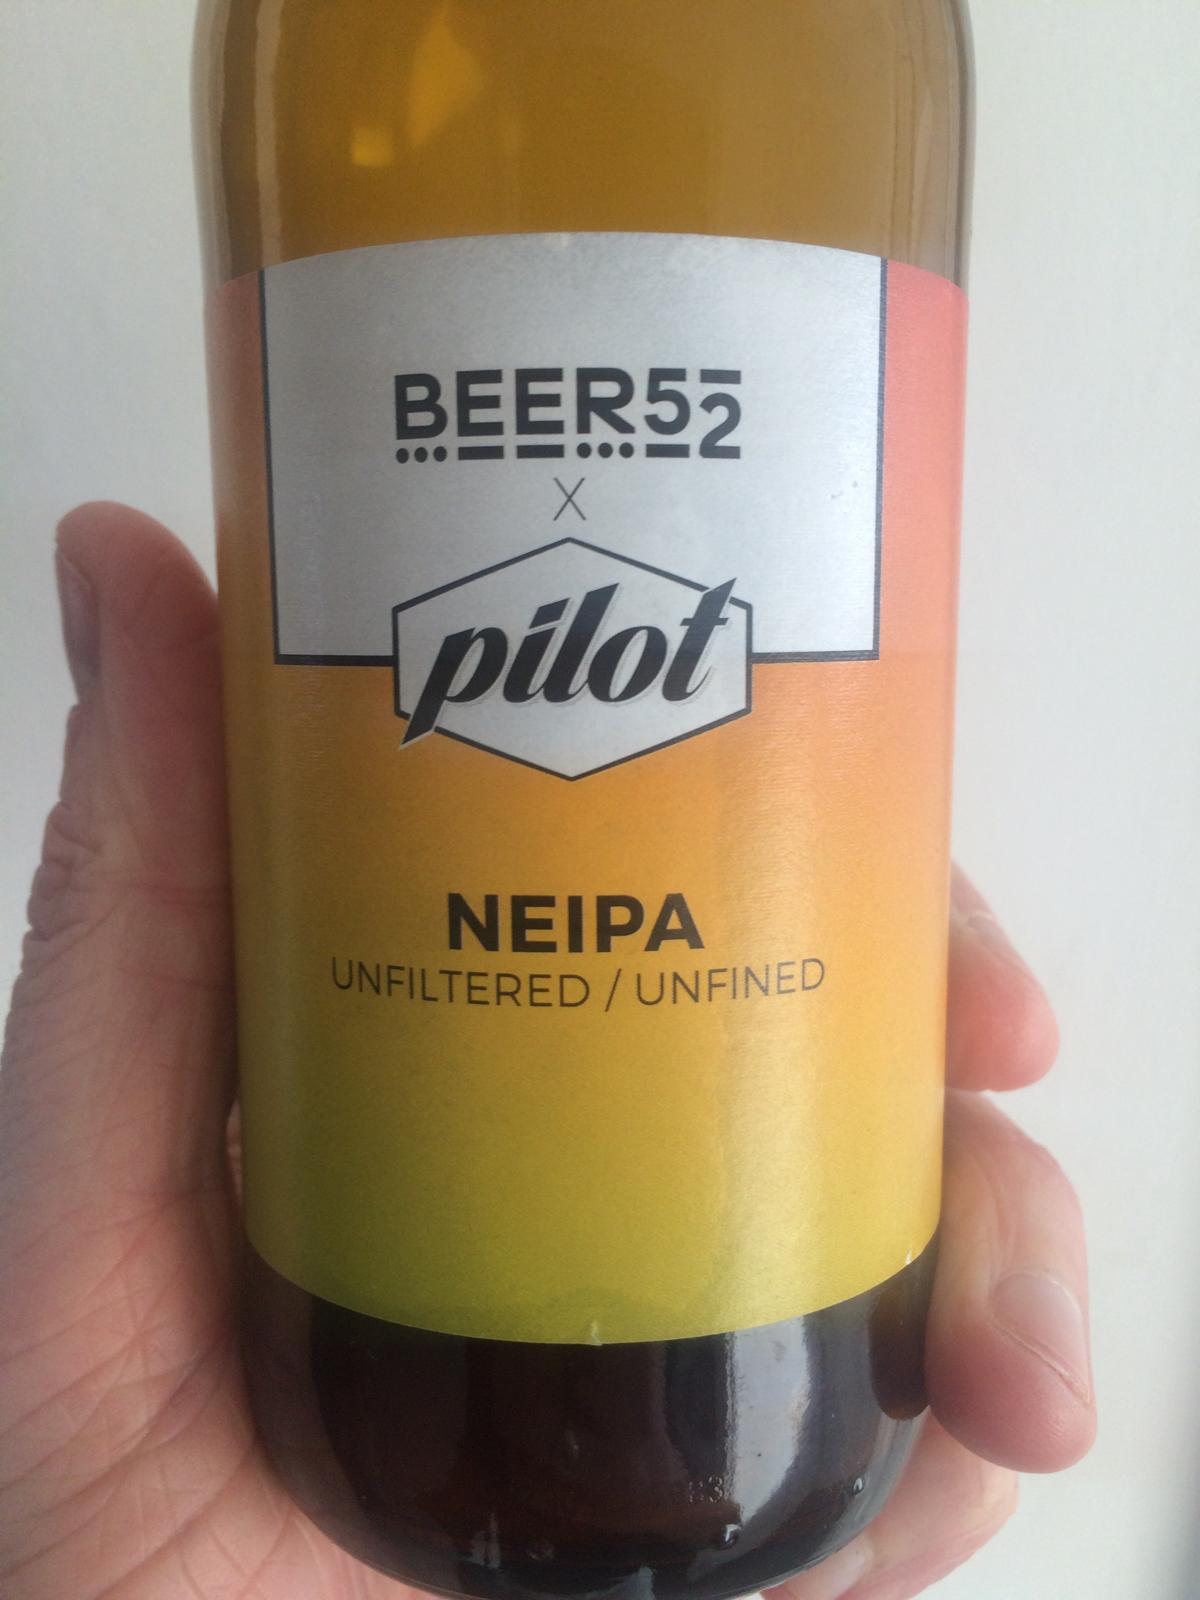 BEER52
X
pilot
NEIPA
UNFILTERED / UNFINED